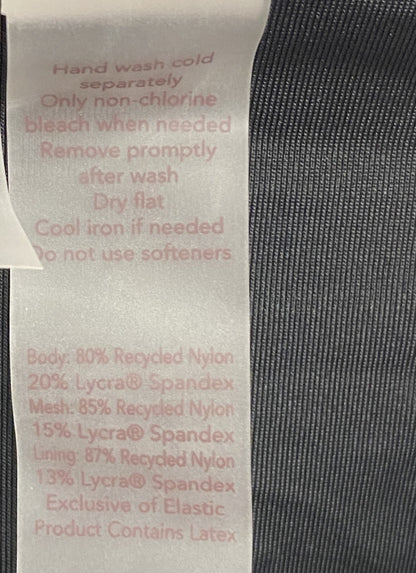 Hand wash cold
separately
Only non-chlorine
bleach when needed
Remove promptly
after wash
Dry flat
Cool iron if needed
Do not use softeners
Body: 80% Recycled Nylon
20% Lycra® Spandex
Mesh: 85% Recycled Nylon
15% Lycra® Spandex
Lining: 87% Recycled Nylon
13% Lycra® Spandex
Exclusive of Elastic
Product Contains Latex